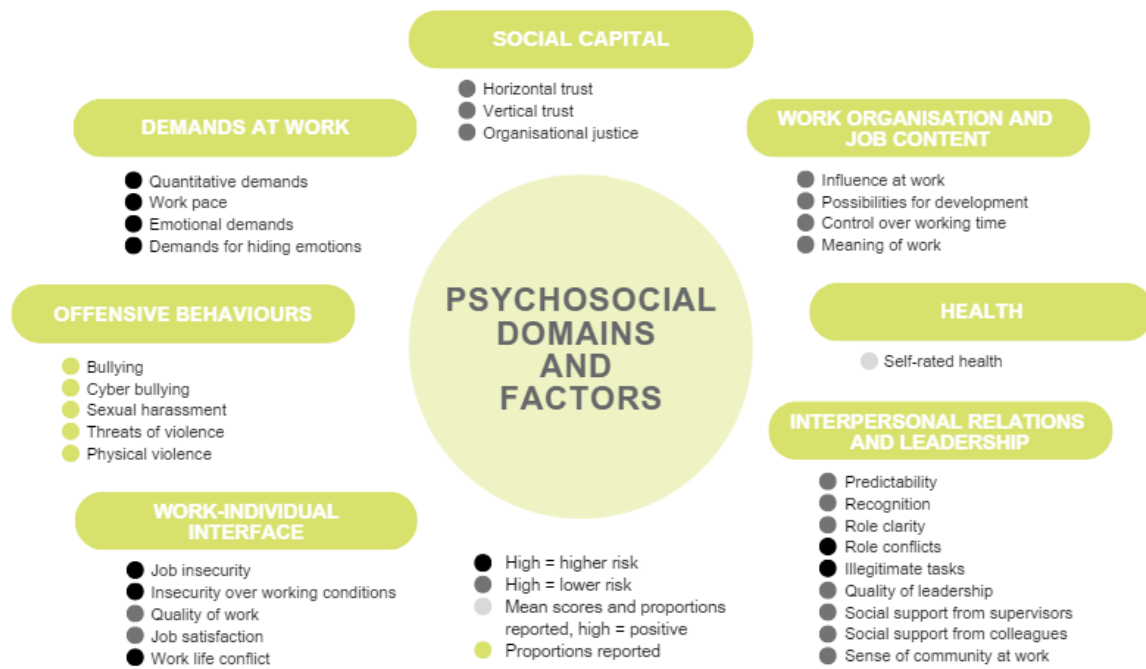 SOCIAL CAPITAL
Horizontal trust
Vertical trust
Organisational justice
DEMANDS AT WORK
Quantitative demands
Work pace
Emotional demands
Demands for hiding emotions
WORK ORGANISATION AND
JOB CONTENT
Influence at work
Possibilities for development
Control over working time
Meaning of work
PSYCHOSOCIAL
DOMAINS
AND
FACTORS
OFFENSIVE BEHAVIOURS
Bullying
Cyber bullying
Sexual harassment
Threats of violence
Physical violence
HEALTH
Self-rated health
WORK-INDIVIDUAL
INTERFACE
Job insecurity
Insecurity over working conditions
Quality of work
Job satisfaction
Work life conflict
High = higher risk
High = lower risk
Mean scores and proportions
reported, high = positive
Proportions reported
INTERPERSONAL RELATIONS
AND LEADERSHIP
Predictability
Recognition
Role clarity
Role conflicts
Illegitimate tasks
Quality of leadership
Social support from supervisors
Social support from colleagues
Sense of community at work